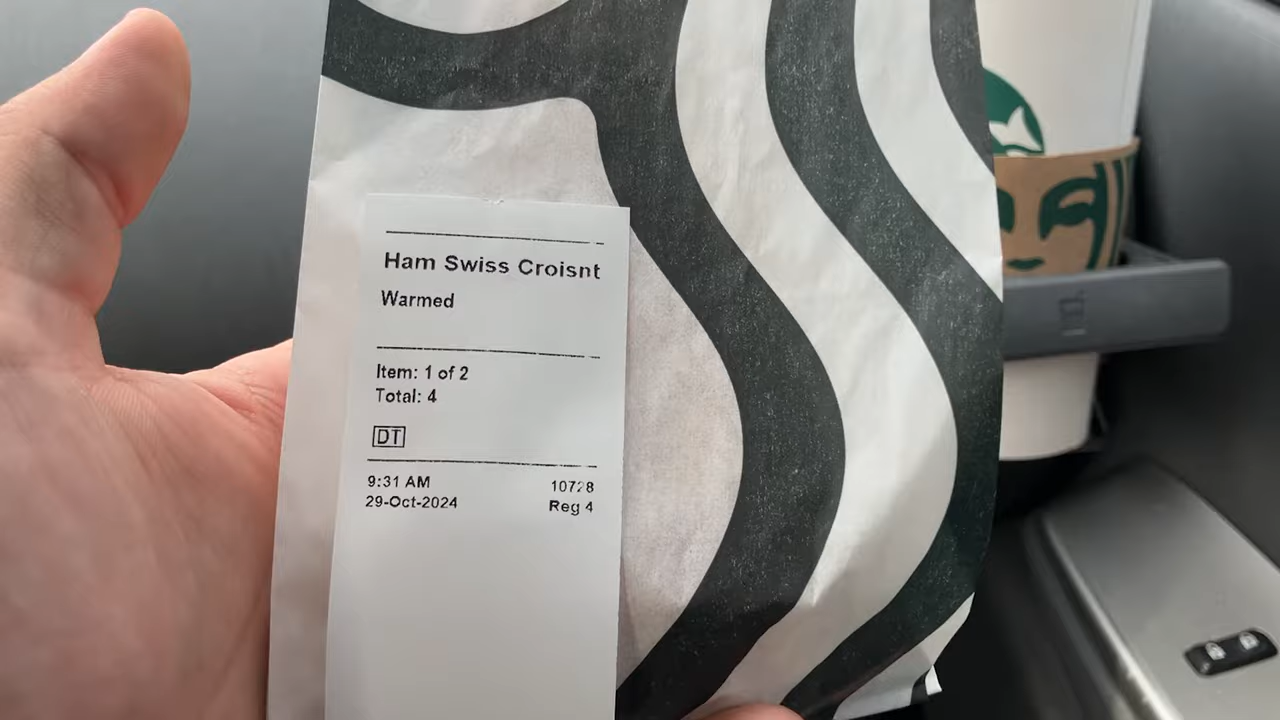 Ham Swiss Croisnt
Warmed
Item: 1 of 2
Total: 4
DT
9:31 AM 10728
29-Oct-2024 Reg 4